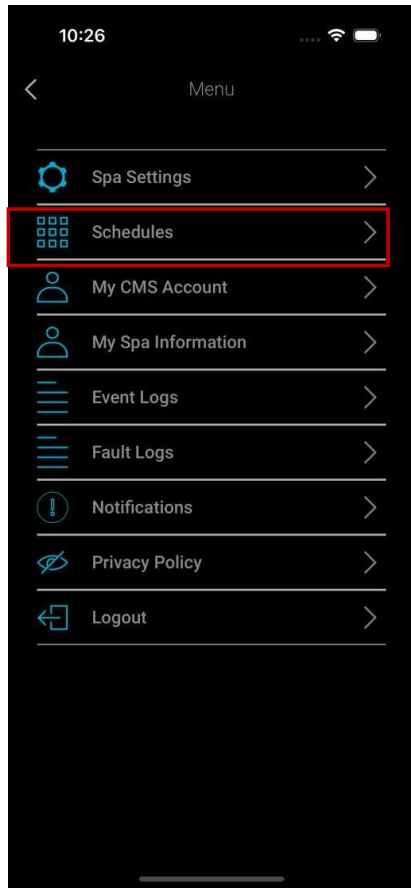 10:26
Menu
Spa Settings
Schedules
My CMS Account
My Spa Information
Event Logs
Fault Logs
Notifications
Privacy Policy
Logout